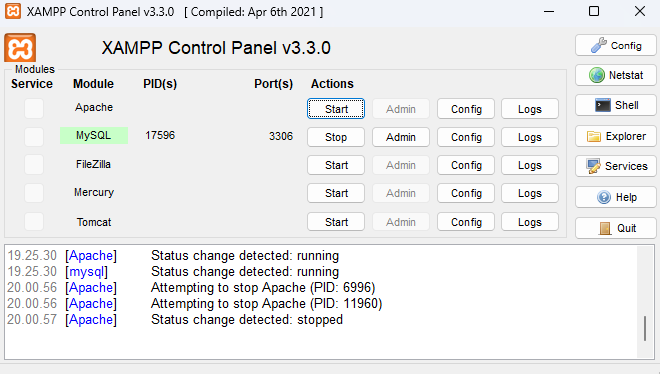 XAMPP Control Panel v3.3.0 [ Compiled: Apr 6th 2021 ]
XAMPP Control Panel v3.3.0
Config
Modules
Service Module PID(s) Port(s) Actions
Netstat
Apache Start Admin Config Logs
Shell
MySQL 17596 3306 Stop Admin Config Logs
Explorer
FileZilla Start Admin Config Logs
Services
Mercury Start Admin Config Logs
Help
Tomcat Start Admin Config Logs
Quit
19.25.30 [Apache] Status change detected: running
19.25.30 [mysql] Status change detected: running
20.00.56 [Apache] Attempting to stop Apache (PID: 6996)
20.00.56 [Apache] Attempting to stop Apache (PID: 11960)
20.00.57 [Apache] Status change detected: stopped